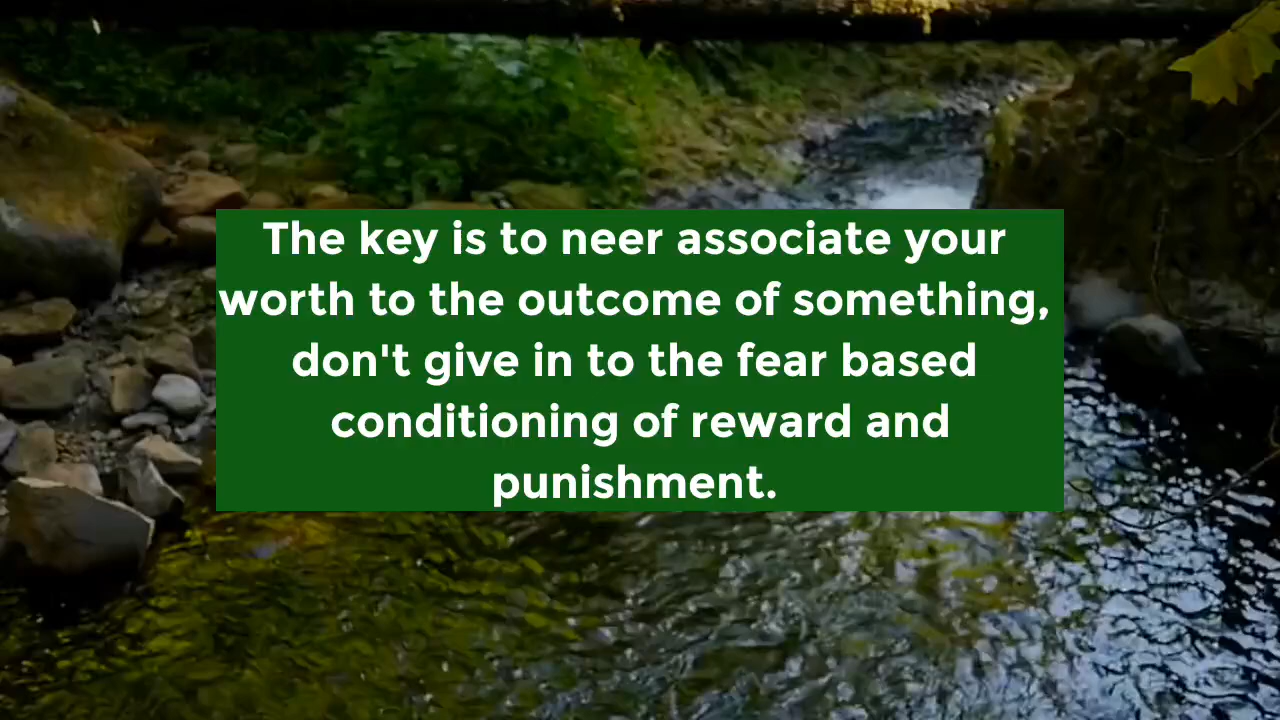 The key is to neer associate your
worth to the outcome of something,
don't give in to the fear based
conditioning of reward and
punishment.